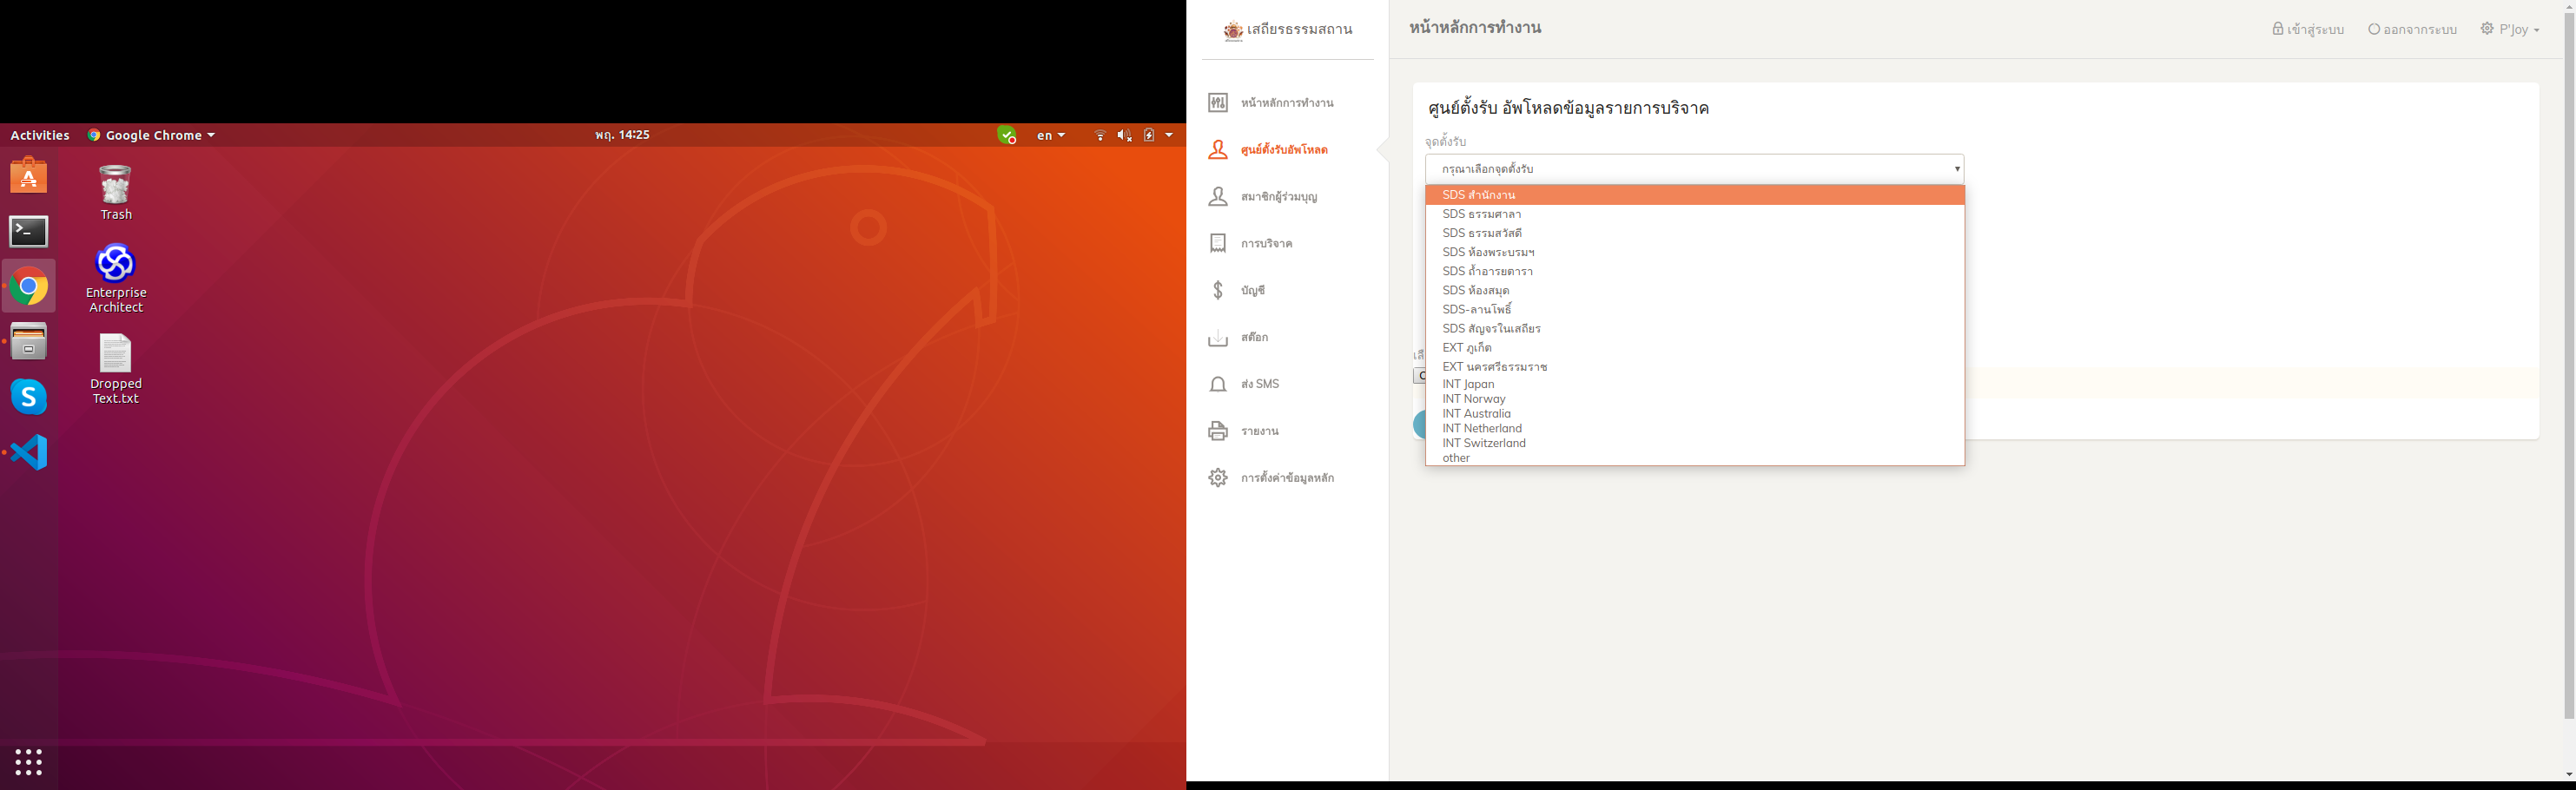 Activities
Google Chrome
พฤ. 14:25
en
Trash
Enterprise
Architect
Dropped
Text.txt
เสถียรธรรมสถาน
หน้าหลักการทำงาน
ศูนย์ตั้งรับอัพโหลด
สมาชิกผู้ร่วมบุญ
การบริจาค
บัญชี
สต๊อก
ส่ง SMS
รายงาน
การตั้งค่าข้อมูลหลัก
หน้าหลักการทำงาน
เข้าสู่ระบบ
ออกจากระบบ
P'Joy
ศูนย์ตั้งรับ อัพโหลดข้อมูลรายการบริจาค
จุดตั้งรับ
กรุณาเลือกจุดตั้งรับ
SDS สำนักงาน
SDS ธรรมศาลา
SDS ธรรมสวัสดี
SDS ห้องพระบรมฯ
SDS ถ้ำอารยตารา
SDS ห้องสมุด
SDS-ลานโพธิ์
SDS สัญจรในเสถียร
EXT ภูเก็ต
EXT นครศรีธรรมราช
INT Japan
INT Norway
INT Australia
INT Netherland
INT Switzerland
other